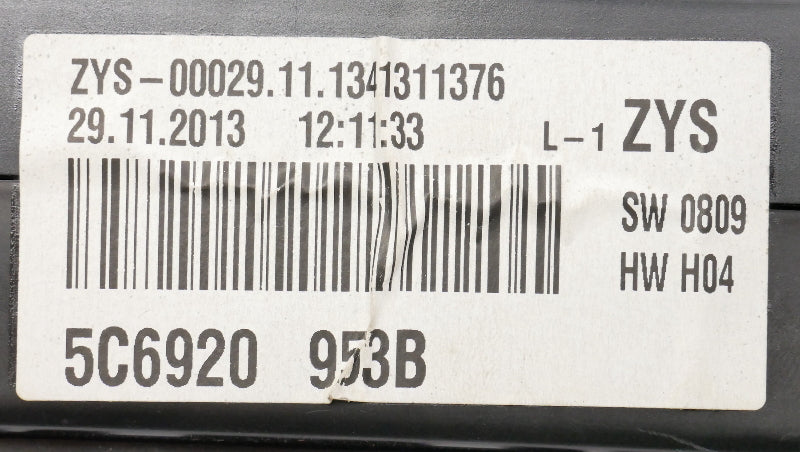 ZYS-00029.11.1341311376
29.11.2013 12:11:33 L-1 ZYS
SW 0809
HW H04
5C6920 953B